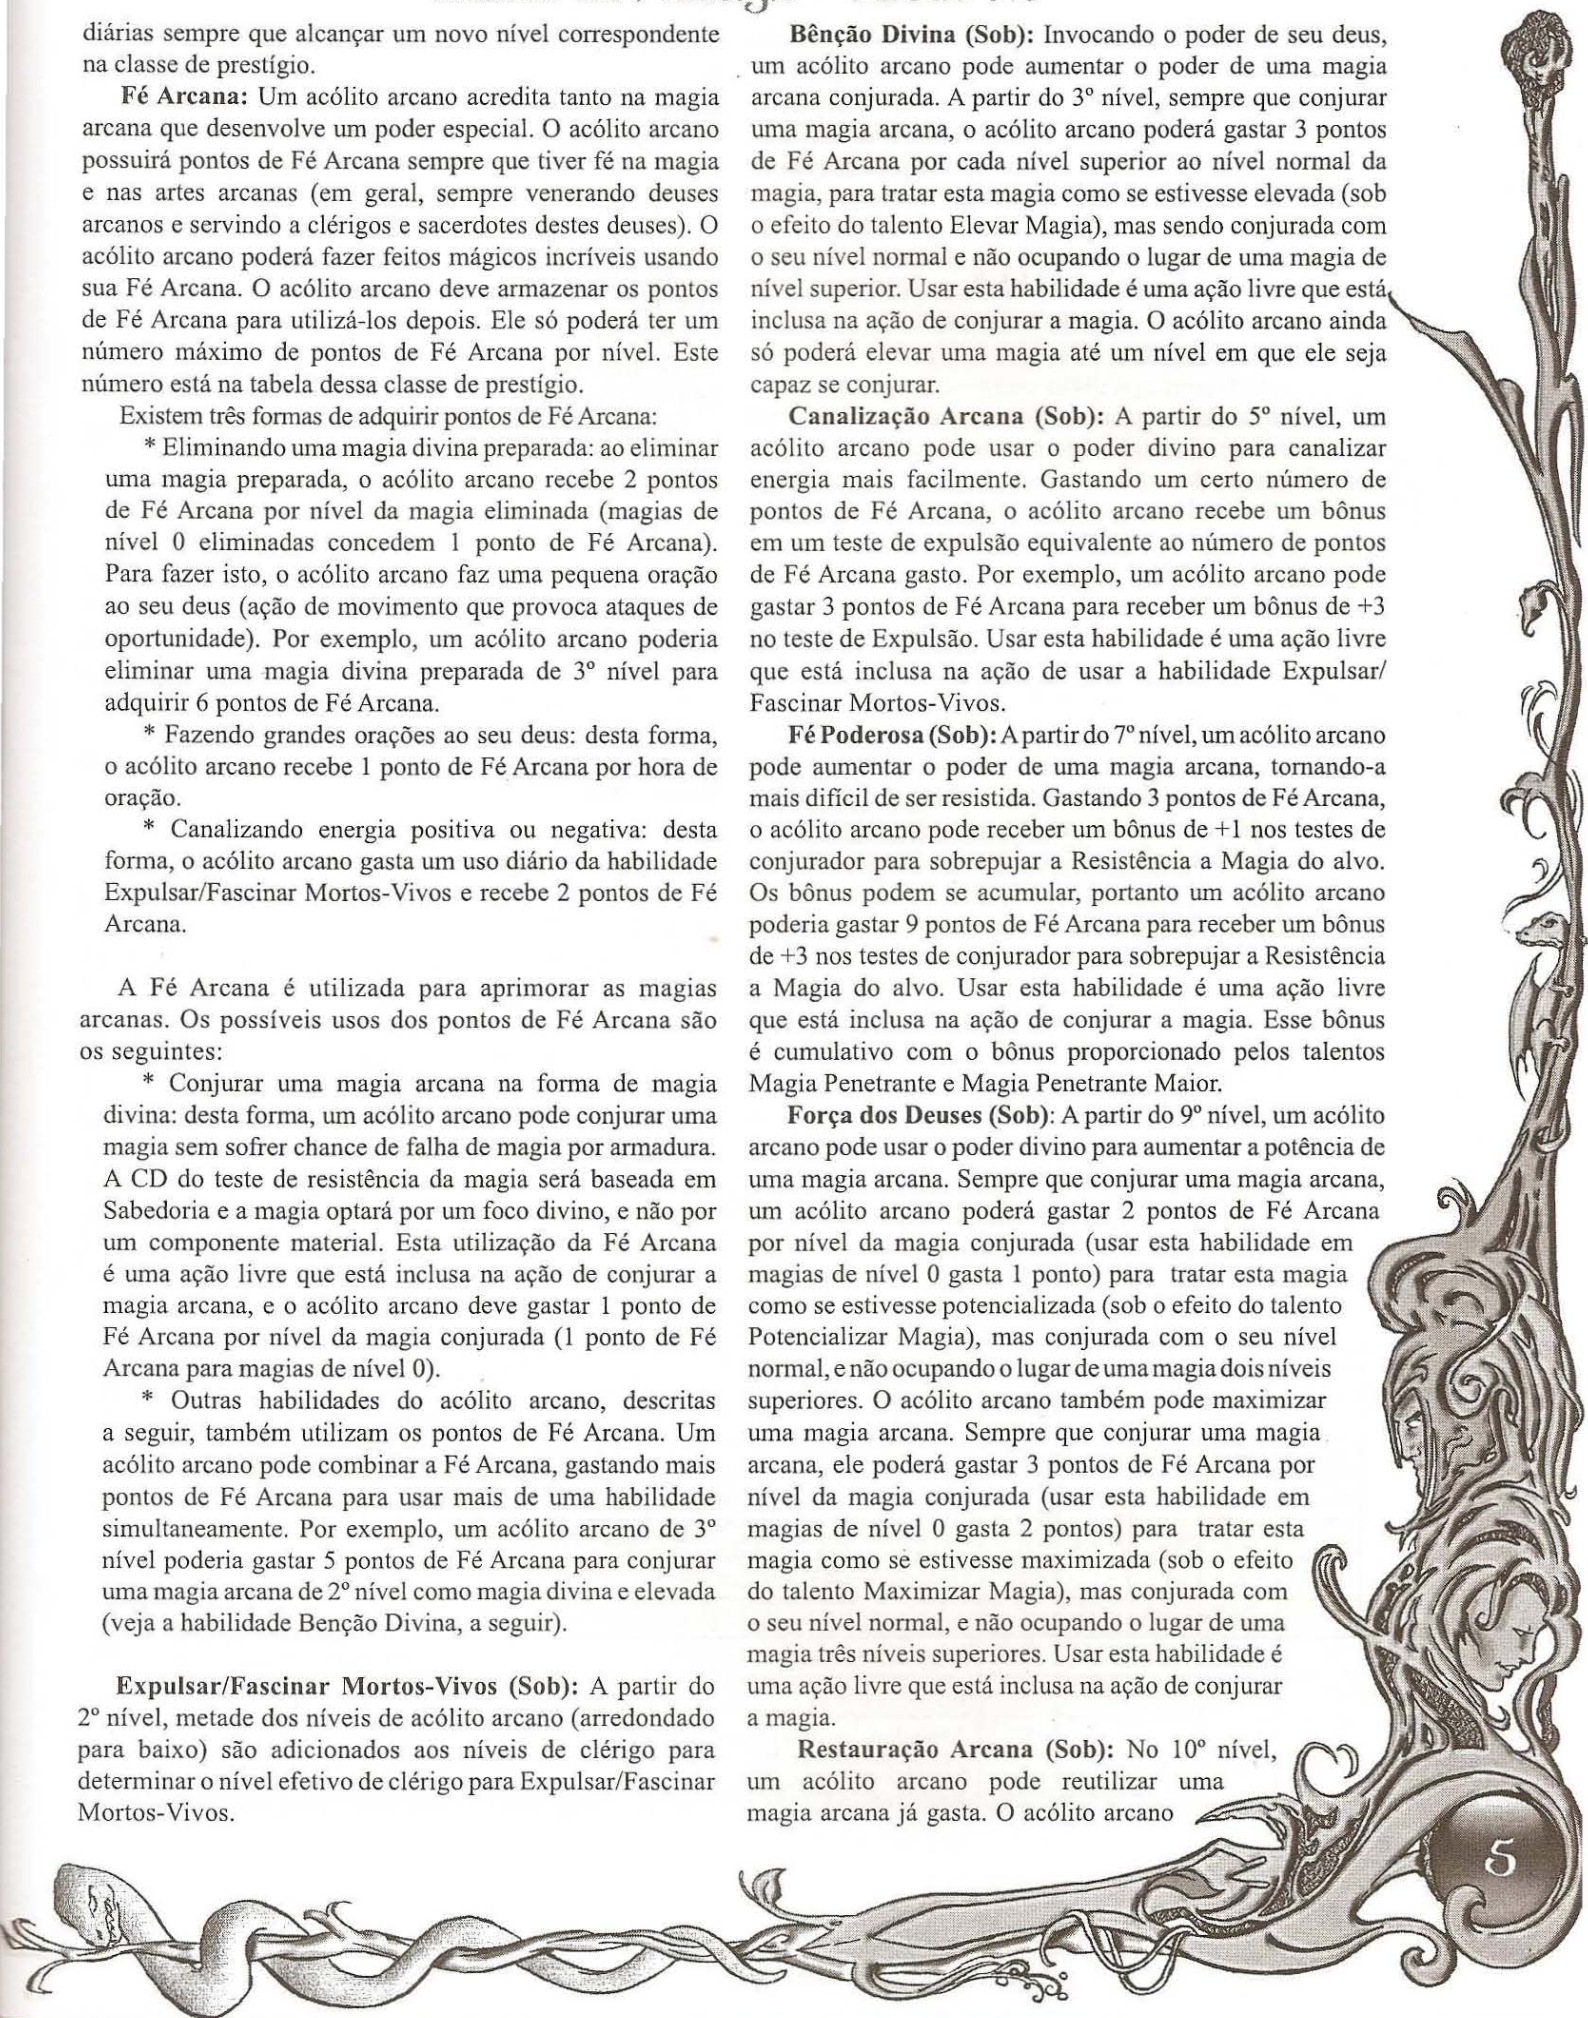 diárias sempre que alcançar um novo nível correspondente
na classe de prestígio.
Fé Arcana: Um acólito arcano acredita tanto na magia
arcana que desenvolve um poder especial. O acólito arcano
possuirá pontos de Fé Arcana sempre que tiver fé na magia
e nas artes arcanas (em geral, sempre venerando deuses
arcanos e servindo a clérigos e sacerdotes destes deuses). O
acólito arcano poderá fazer feitos mágicos incríveis usando
sua Fé Arcana. O acólito arcano deve armazenar os pontos
de Fé Arcana para utilizá-los depois. Ele só poderá ter um
número máximo de pontos de Fé Arcana por nível. Este
número está na tabela dessa classe de prestígio.
Existem três formas de adquirir pontos de Fé Arcana:
* Eliminando uma magia divina preparada: ao eliminar
uma magia preparada, o acólito arcano recebe 2 pontos
de Fé Arcana por nível da magia eliminada (magias de
nível 0 eliminadas concedem 1 ponto de Fé Arcana).
Para fazer isto, o acólito arcano faz uma pequena oração
ao seu deus (ação de movimento que provoca ataques de
oportunidade). Por exemplo, um acólito arcano poderia
eliminar uma magia divina preparada de 3º nível para
adquirir 6 pontos de Fé Arcana.
* Fazendo grandes orações ao seu deus: desta forma,
o acólito arcano recebe 1 ponto de Fé Arcana por hora de
oração.
* Canalizando energia positiva ou negativa: desta
forma, o acólito arcano gasta um uso diário da habilidade
Expulsar/Fascinar Mortos-Vivos e recebe 2 pontos de Fé
Arcana.
A Fé Arcana é utilizada para aprimorar as magias
arcanas. Os possíveis usos dos pontos de Fé Arcana são
os seguintes:
* Conjurar uma magia arcana na forma de magia
divina: desta forma, um acólito arcano pode conjurar uma
magia sem sofrer chance de falha de magia por armadura.
A CD do teste de resistência da magia será baseada em
Sabedoria e a magia optará por um foco divino, e não por
um componente material. Esta utilização da Fé Arcana
é uma ação livre que está inclusa na ação de conjurar a
magia arcana, e o acólito arcano deve gastar 1 ponto de
Fé Arcana por nível da magia conjurada (1 ponto de Fé
Arcana para magias de nível 0).
* Outras habilidades do acólito arcano, descritas
a seguir, também utilizam os pontos de Fé Arcana. Um
acólito arcano pode combinar a Fé Arcana, gastando mais
pontos de Fé Arcana para usar mais de uma habilidade
simultaneamente. Por exemplo, um acólito arcano de 3º
nível poderia gastar 5 pontos de Fé Arcana para conjurar
uma magia arcana de 2º nível como magia divina e elevada
(veja a habilidade Benção Divina, a seguir).
Expulsar/Fascinar Mortos-Vivos (Sob): A partir do
2º nível, metade dos níveis de acólito arcano (arredondado
para baixo) são adicionados aos níveis de clérigo para
determinar o nível efetivo de clérigo para Expulsar/Fascinar
Mortos-Vivos.
Bênção Divina (Sob): Invocando o poder de seu deus,
um acólito arcano pode aumentar o poder de uma magia
arcana conjurada. A partir do 3º nível, sempre que conjurar
uma magia arcana, o acólito arcano poderá gastar 3 pontos
de Fé Arcana por cada nível superior ao nível normal da
magia, para tratar esta magia como se estivesse elevada (sob
o efeito do talento Elevar Magia), mas sendo conjurada com
o seu nível normal e não ocupando o lugar de uma magia de
nível superior. Usar esta habilidade é uma ação livre que está
inclusa na ação de conjurar a magia. O acólito arcano ainda
só poderá elevar uma magia até um nível em que ele seja
capaz se conjurar.
Canalização Arcana (Sob): A partir do 5º nível, um
acólito arcano pode usar o poder divino para canalizar
energia mais facilmente. Gastando um certo número de
pontos de Fé Arcana, o acólito arcano recebe um bônus
em um teste de expulsão equivalente ao número de pontos
de Fé Arcana gasto. Por exemplo, um acólito arcano pode
gastar 3 pontos de Fé Arcana para receber um bônus de +3
no teste de Expulsão. Usar esta habilidade é uma ação livre
que está inclusa na ação de usar a habilidade Expulsar/
Fascinar Mortos-Vivos.
Fé Poderosa (Sob): A partir do 7º nível, um acólito arcano
pode aumentar o poder de uma magia arcana, tornando-a
mais difícil de ser resistida. Gastando 3 pontos de Fé Arcana,
o acólito arcano pode receber um bônus de +1 nos testes de
conjurador para sobrepujar a Resistência a Magia do alvo.
Os bônus podem se acumular, portanto um acólito arcano
poderia gastar 9 pontos de Fé Arcana para receber um bônus
de +3 nos testes de conjurador para sobrepujar a Resistência
a Magia do alvo. Usar esta habilidade é uma ação livre
que está inclusa na ação de conjurar a magia. Esse bônus
é cumulativo com o bônus proporcionado pelos talentos
Magia Penetrante e Magia Penetrante Maior.
Força dos Deuses (Sob): A partir do 9º nível, um acólito
arcano pode usar o poder divino para aumentar a potência de
uma magia arcana. Sempre que conjurar uma magia arcana,
um acólito arcano poderá gastar 2 pontos de Fé Arcana
por nível da magia conjurada (usar esta habilidade em
magias de nível 0 gasta 1 ponto) para tratar esta magia
como se estivesse potencializada (sob o efeito do talento
Potencializar Magia), mas conjurada com o seu nível
normal, e não ocupando o lugar de uma magia dois níveis
superiores. O acólito arcano também pode maximizar
uma magia arcana. Sempre que conjurar uma magia
arcana, ele poderá gastar 3 pontos de Fé Arcana por
nível da magia conjurada (usar esta habilidade em
magias de nível 0 gasta 2 pontos) para tratar esta
magia como se estivesse maximizada (sob o efeito
do talento Maximizar Magia), mas conjurada com
o seu nível normal, e não ocupando o lugar de uma
magia três níveis superiores. Usar esta habilidade é
uma ação livre que está inclusa na ação de conjurar
a magia.
Restauração Arcana (Sob): No 10º nível,
um acólito arcano pode reutilizar uma
magia arcana já gasta. O acólito arcano
5